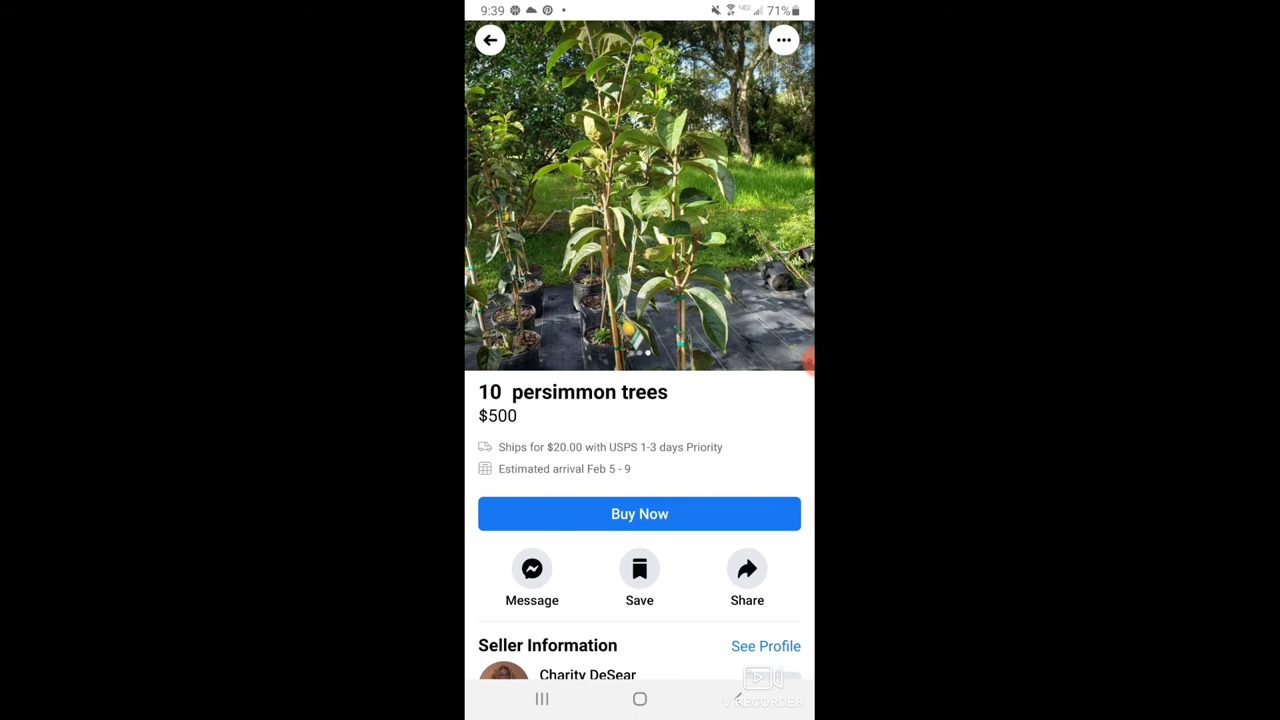 9:39
71%
10 persimmon trees
$500
Ships for $20.00 with USPS 1-3 days Priority
Estimated arrival Feb 5 - 9
Buy Now
Message
Save
Share
Seller Information
See Profile
Charity DeSear
V RECORDER